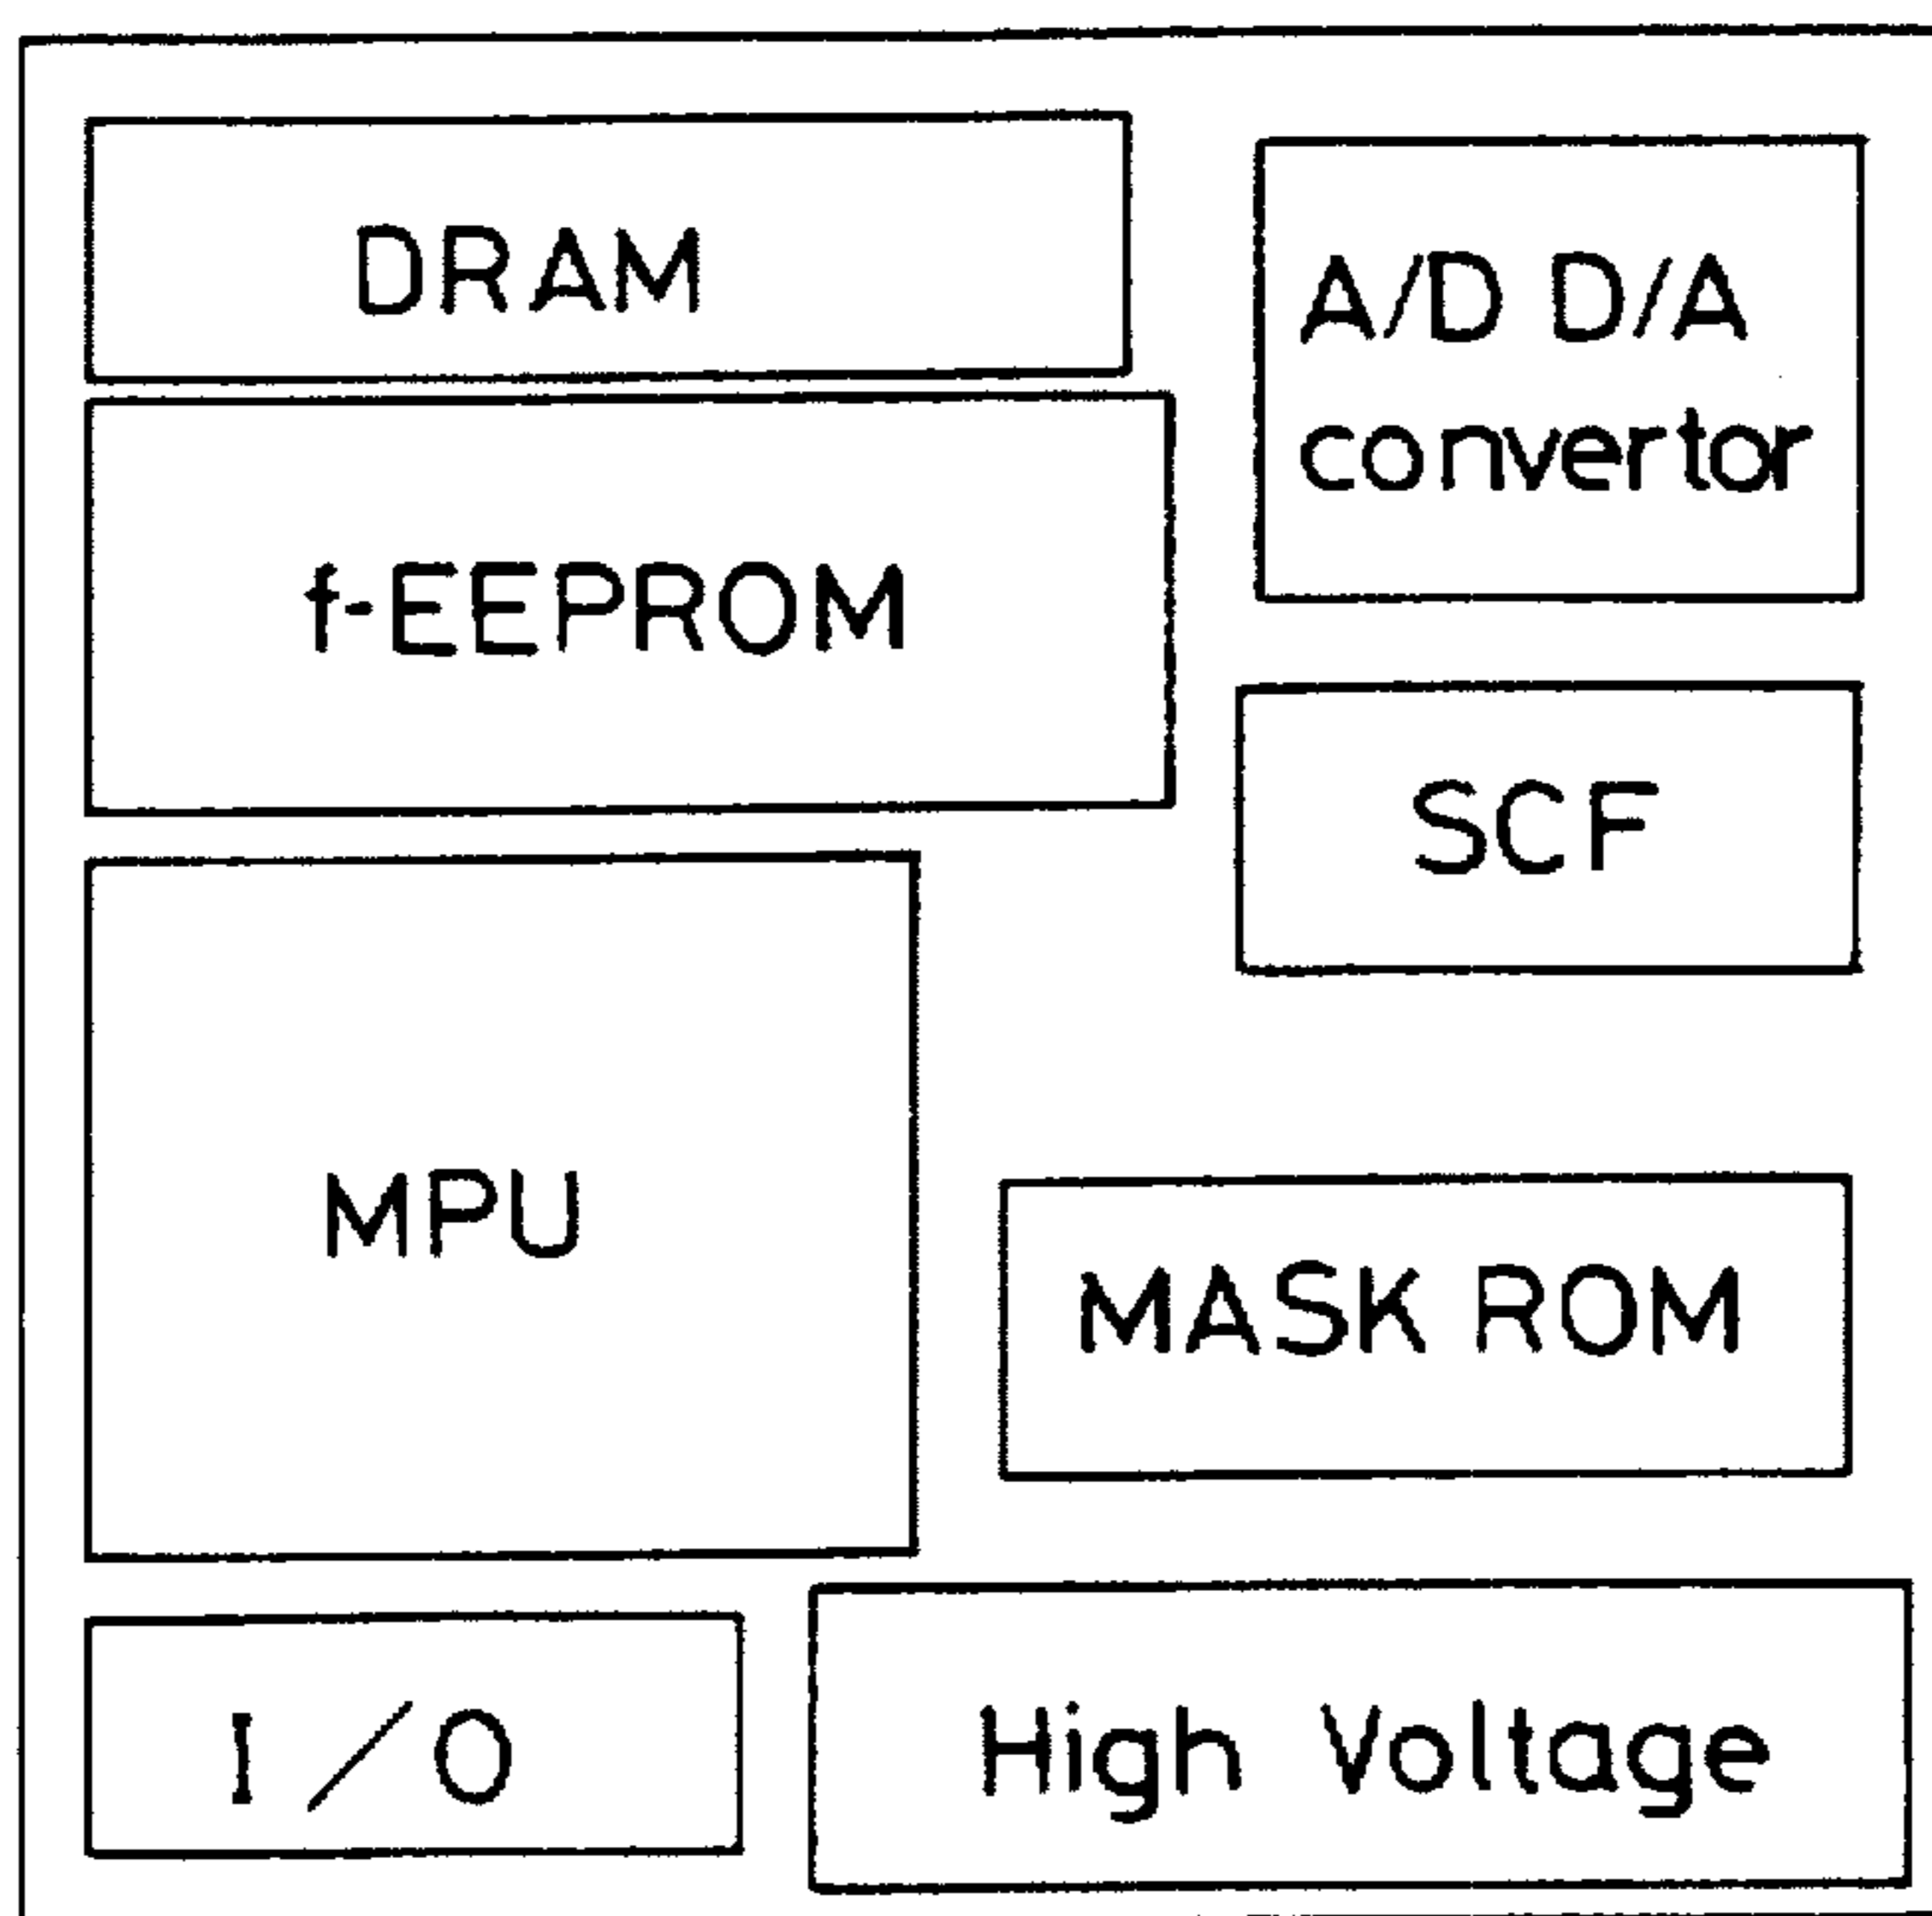 DRAM
A/D D/A
convertor
f-EEPROM
SCF
MPU
MASK ROM
I/O
High Voltage